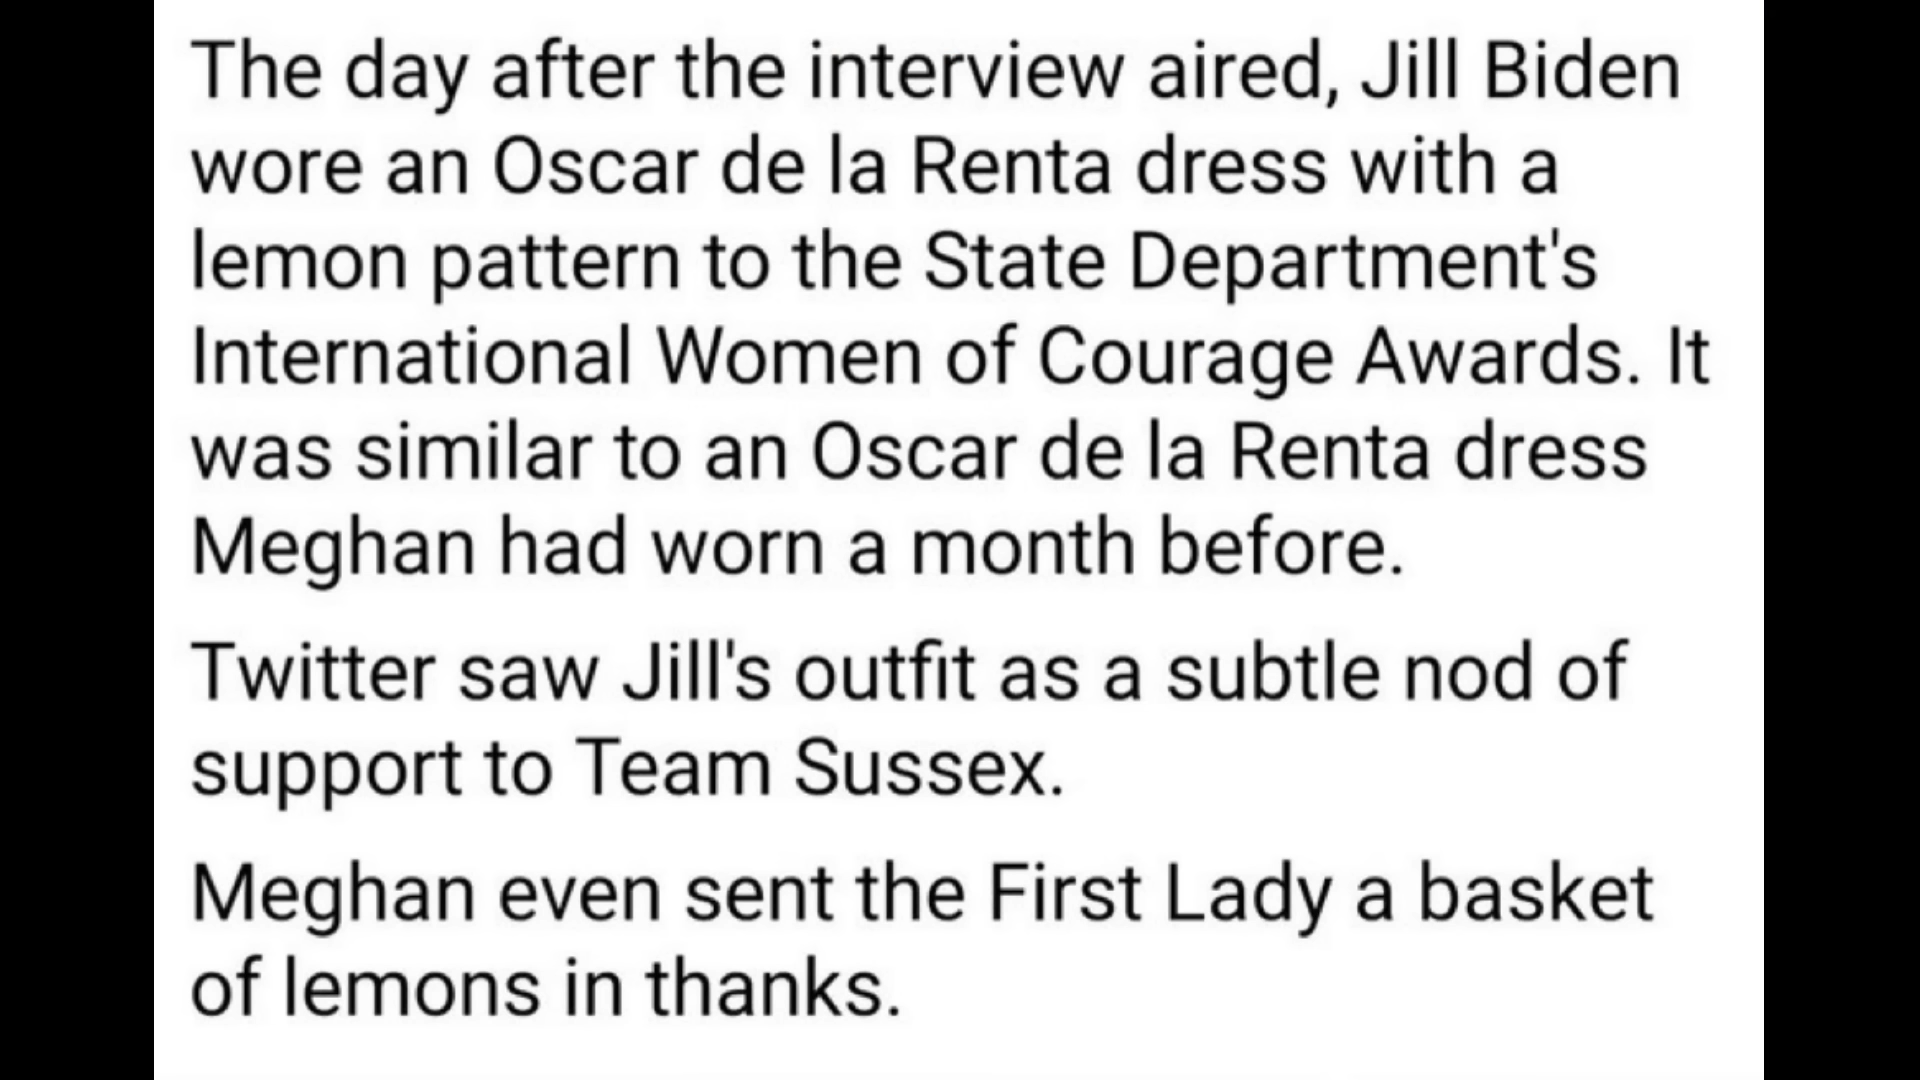 The day after the interview aired, Jill Biden
wore an Oscar de la Renta dress with a
lemon pattern to the State Department's
International Women of Courage Awards. It
was similar to an Oscar de la Renta dress
Meghan had worn a month before.
Twitter saw Jill's outfit as a subtle nod of
support to Team Sussex.
Meghan even sent the First Lady a basket
of lemons in thanks.